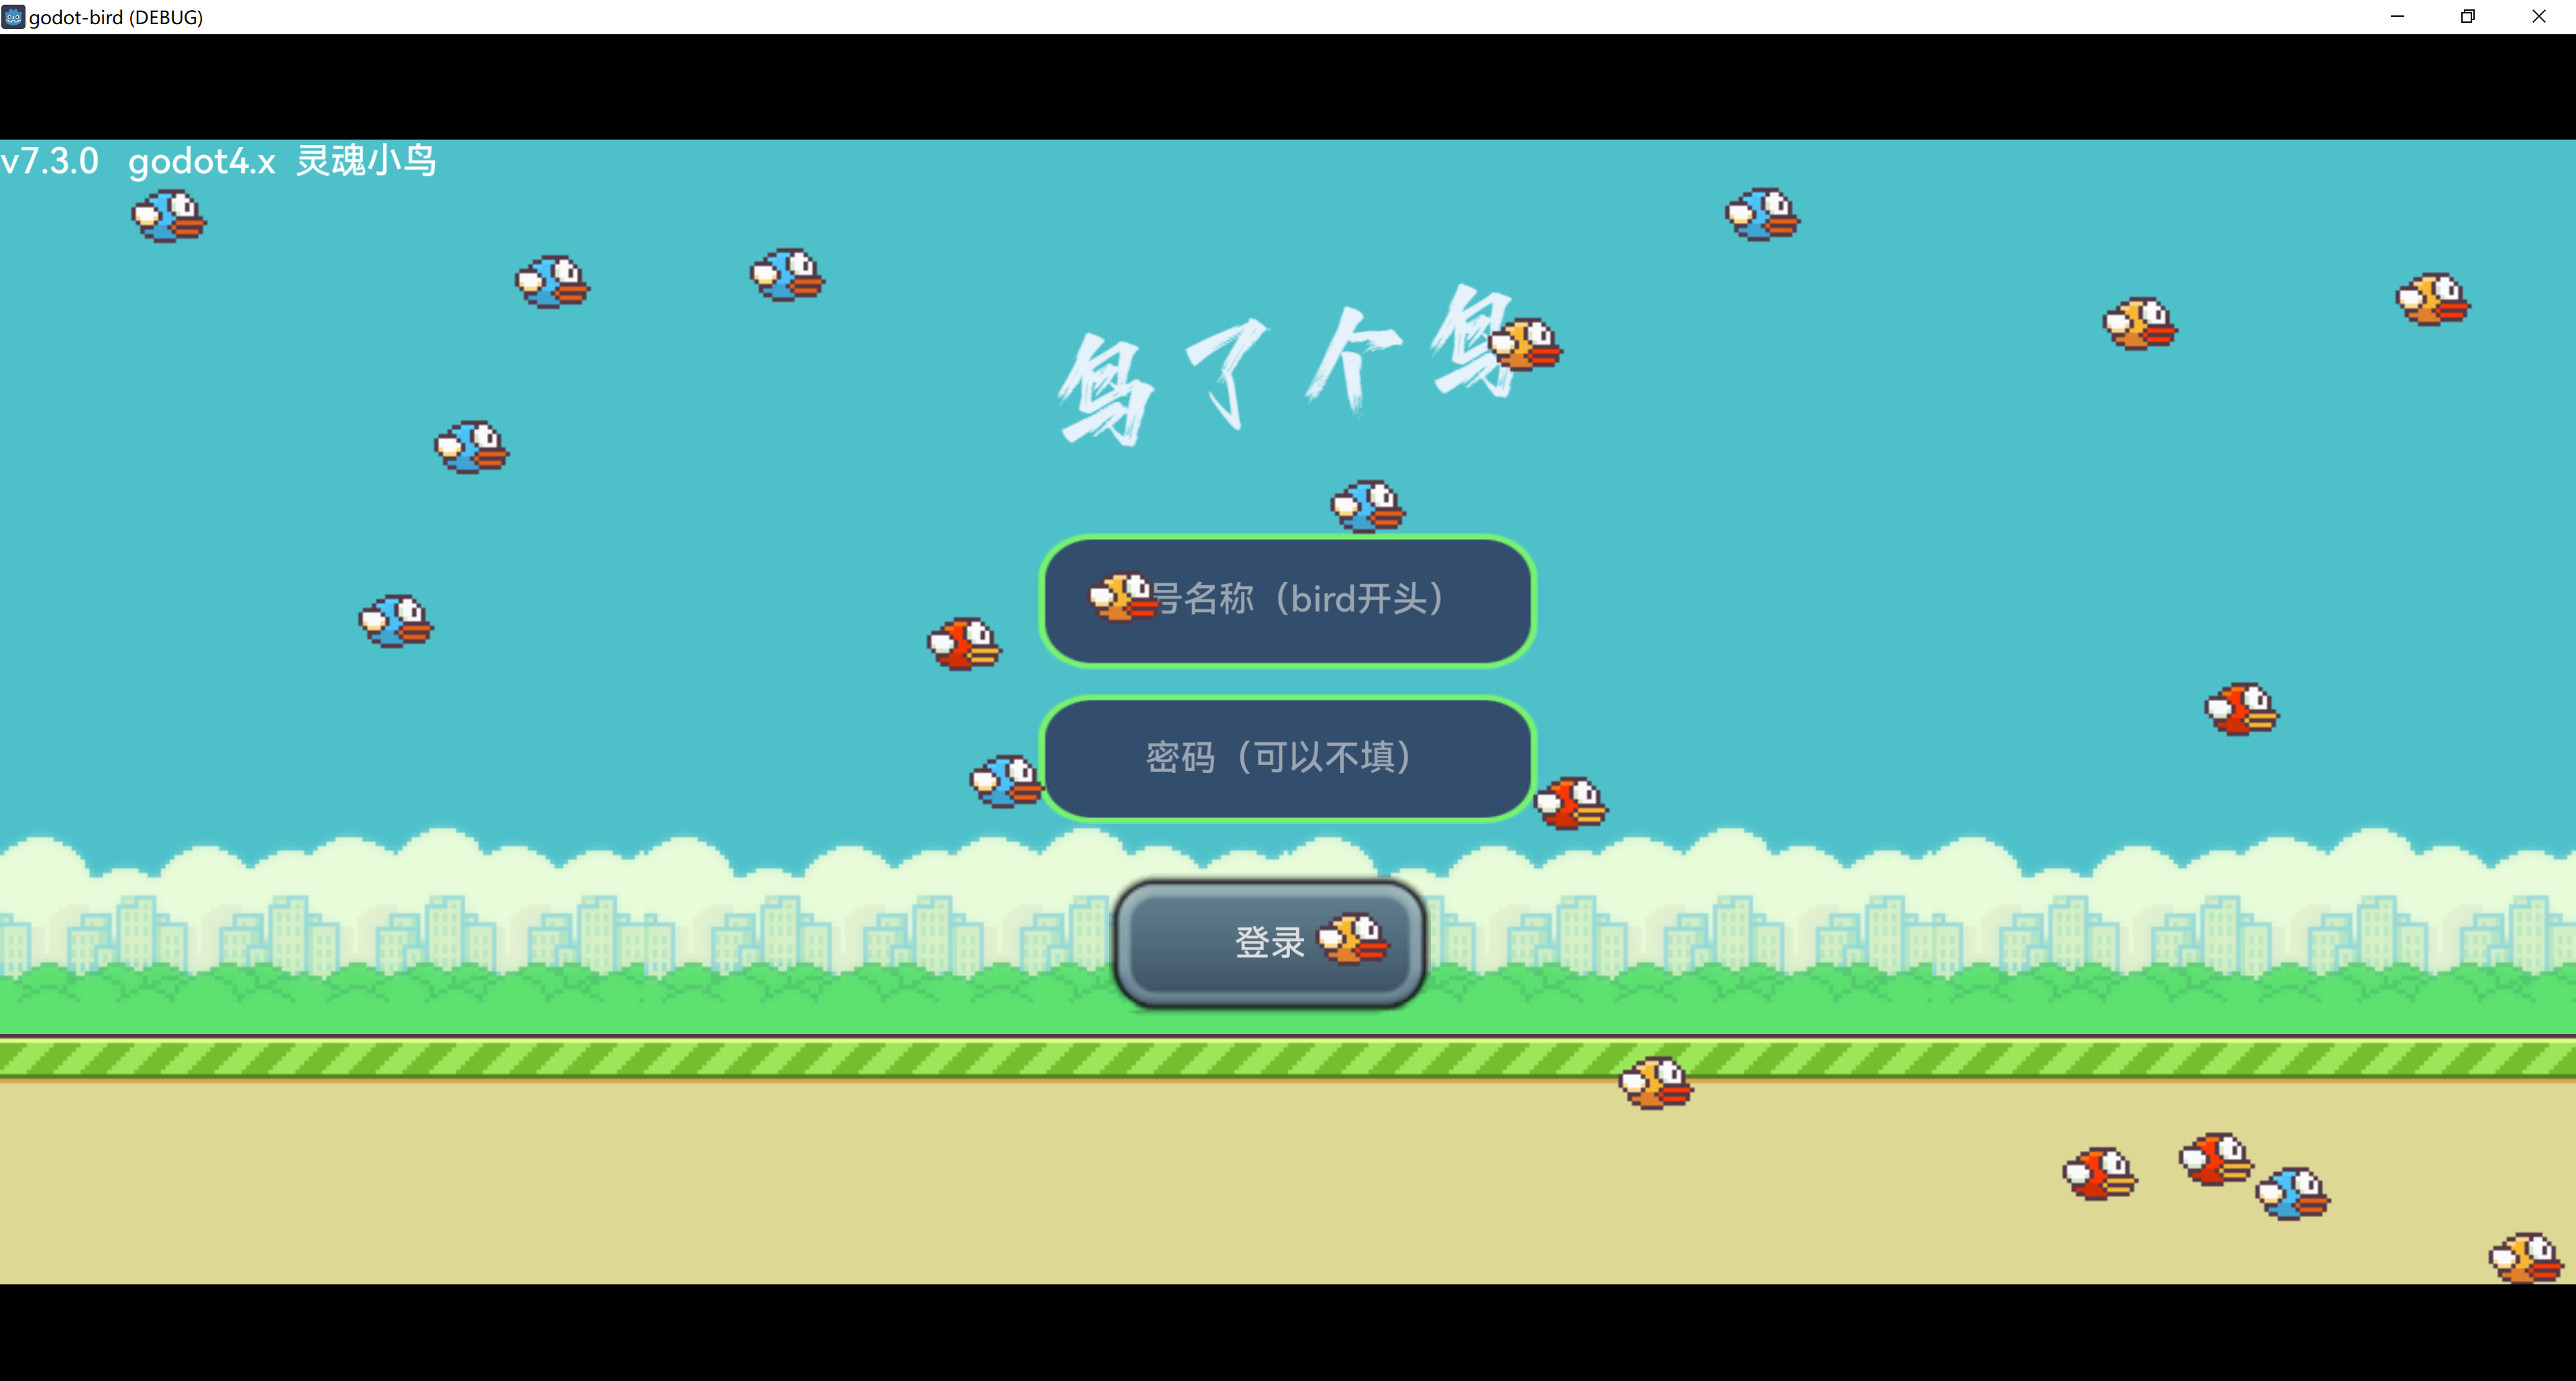 godot-bird (DEBUG)
v7.3.0 godot4.x 灵魂小鸟
鸟了个鸟
号名称（bird开头）
密码（可以不填）
登录